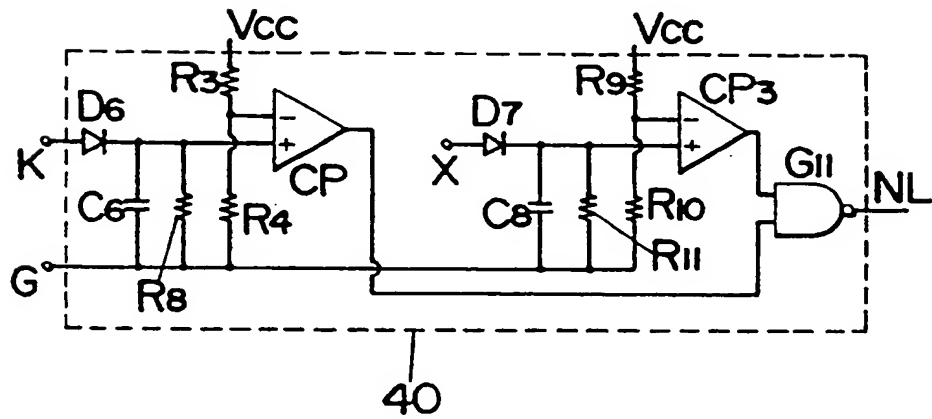 Vcc
Vcc
R3
R9
CP3
D6
D7
−
+
−
+
K
X
CP
G11
NL
C6
R4
C8
R10
R11
G
R8
40